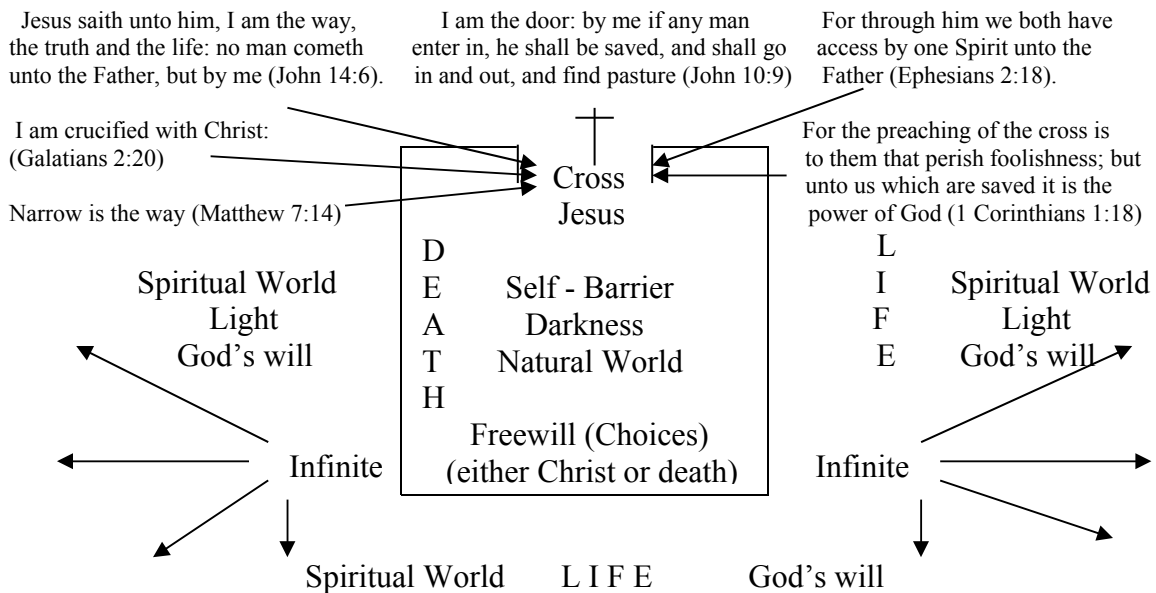 Jesus saith unto him, I am the way,
the truth and the life: no man cometh
unto the Father, but by me (John 14:6).
I am the door: by me if any man
enter in, he shall be saved, and shall go
in and out, and find pasture (John 10:9)
For through him we both have
access by one Spirit unto the
Father (Ephesians 2:18).
I am crucified with Christ:
(Galatians 2:20)
Narrow is the way (Matthew 7:14)
For the preaching of the cross is
to them that perish foolishness; but
unto us which are saved it is the
power of God (1 Corinthians 1:18)
Cross
Jesus
Spiritual World
Light
God's will
D
E
A
T
H
Self - Barrier
Darkness
Natural World
Freewill (Choices)
(either Christ or death)
L
I
F
E
Spiritual World
Light
God's will
Infinite
Infinite
Spiritual World L I F E God's will